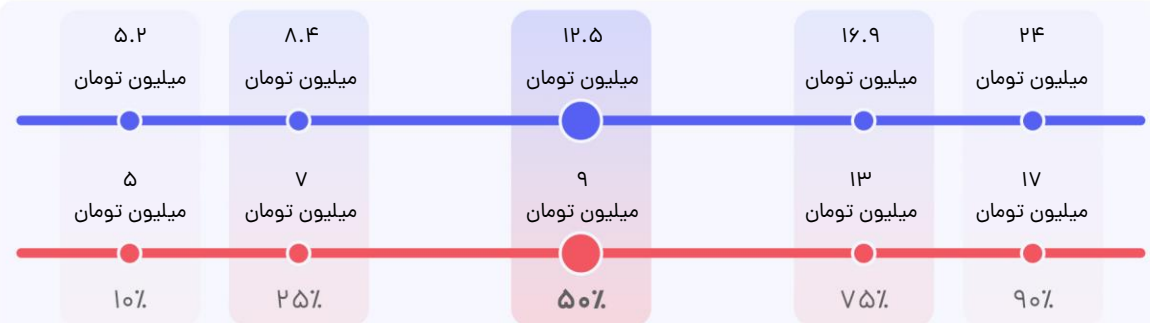 ۵.۲ ۸.۴ ۱۲.۵ ۱۶.۹ ۲۴
میلیون تومان میلیون تومان میلیون تومان میلیون تومان میلیون تومان
۵ ۷ ۹ ۱۳ ۱۷
میلیون تومان میلیون تومان میلیون تومان میلیون تومان میلیون تومان
۱۰٪ ۲۵٪ ۵۰٪ ۷۵٪ ۹۰٪